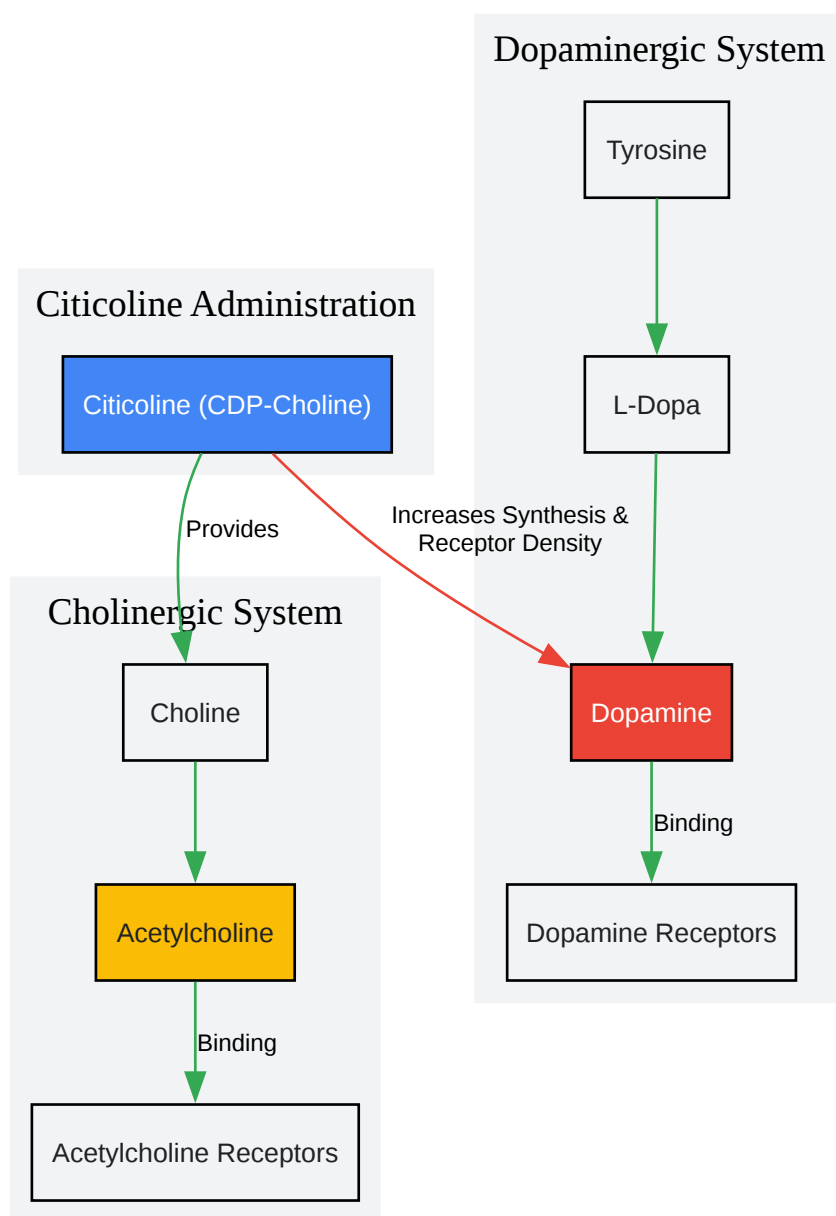 Dopaminergic System
Tyrosine
Citicoline Administration
Citicoline (CDP-Choline)
L-Dopa
Increases Synthesis &
Receptor Density
Provides
Cholinergic System
Choline
Dopamine
Binding
Acetylcholine
Dopamine Receptors
Binding
Acetylcholine Receptors